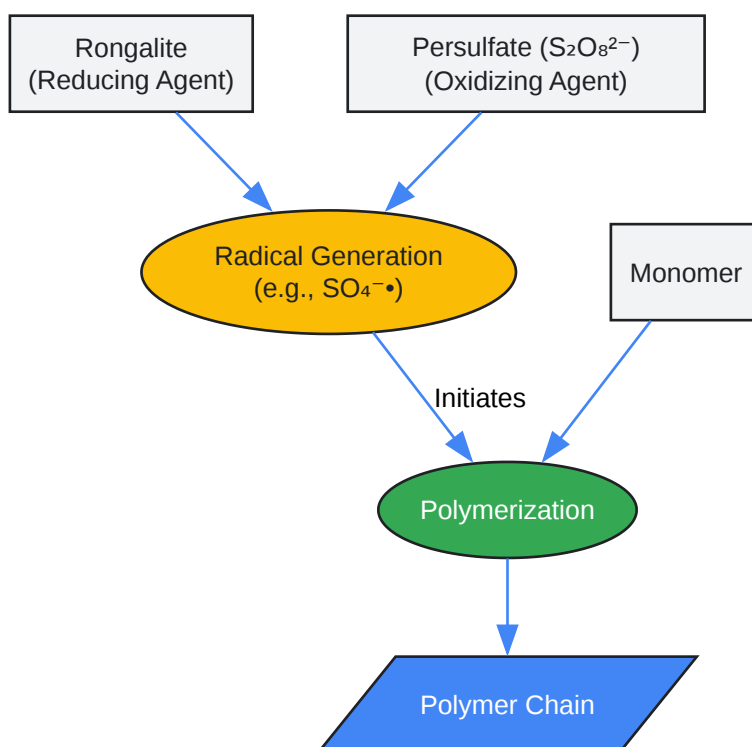 Rongalite
(Reducing Agent)
Persulfate (S₂O₈²⁻)
(Oxidizing Agent)
Radical Generation
(e.g., SO₄⁻•)
Monomer
Initiates
Polymerization
Polymer Chain